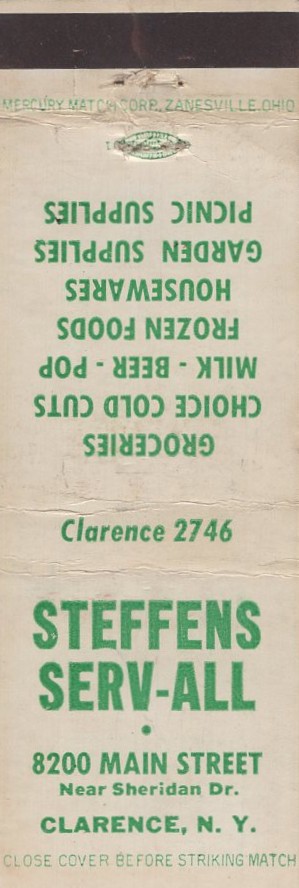 MERCURY MATCH CORP. ZANESVILLE, OHIO
GROCERIES
CHOICE COLD CUTS
MILK - BEER - POP
FROZEN FOODS
HOUSEWARES
GARDEN SUPPLIES
PICNIC SUPPLIES
Clarence 2746
STEFFENS
SERV-ALL
•
8200 MAIN STREET
Near Sheridan Dr.
CLARENCE, N. Y.
CLOSE COVER BEFORE STRIKING MATCH